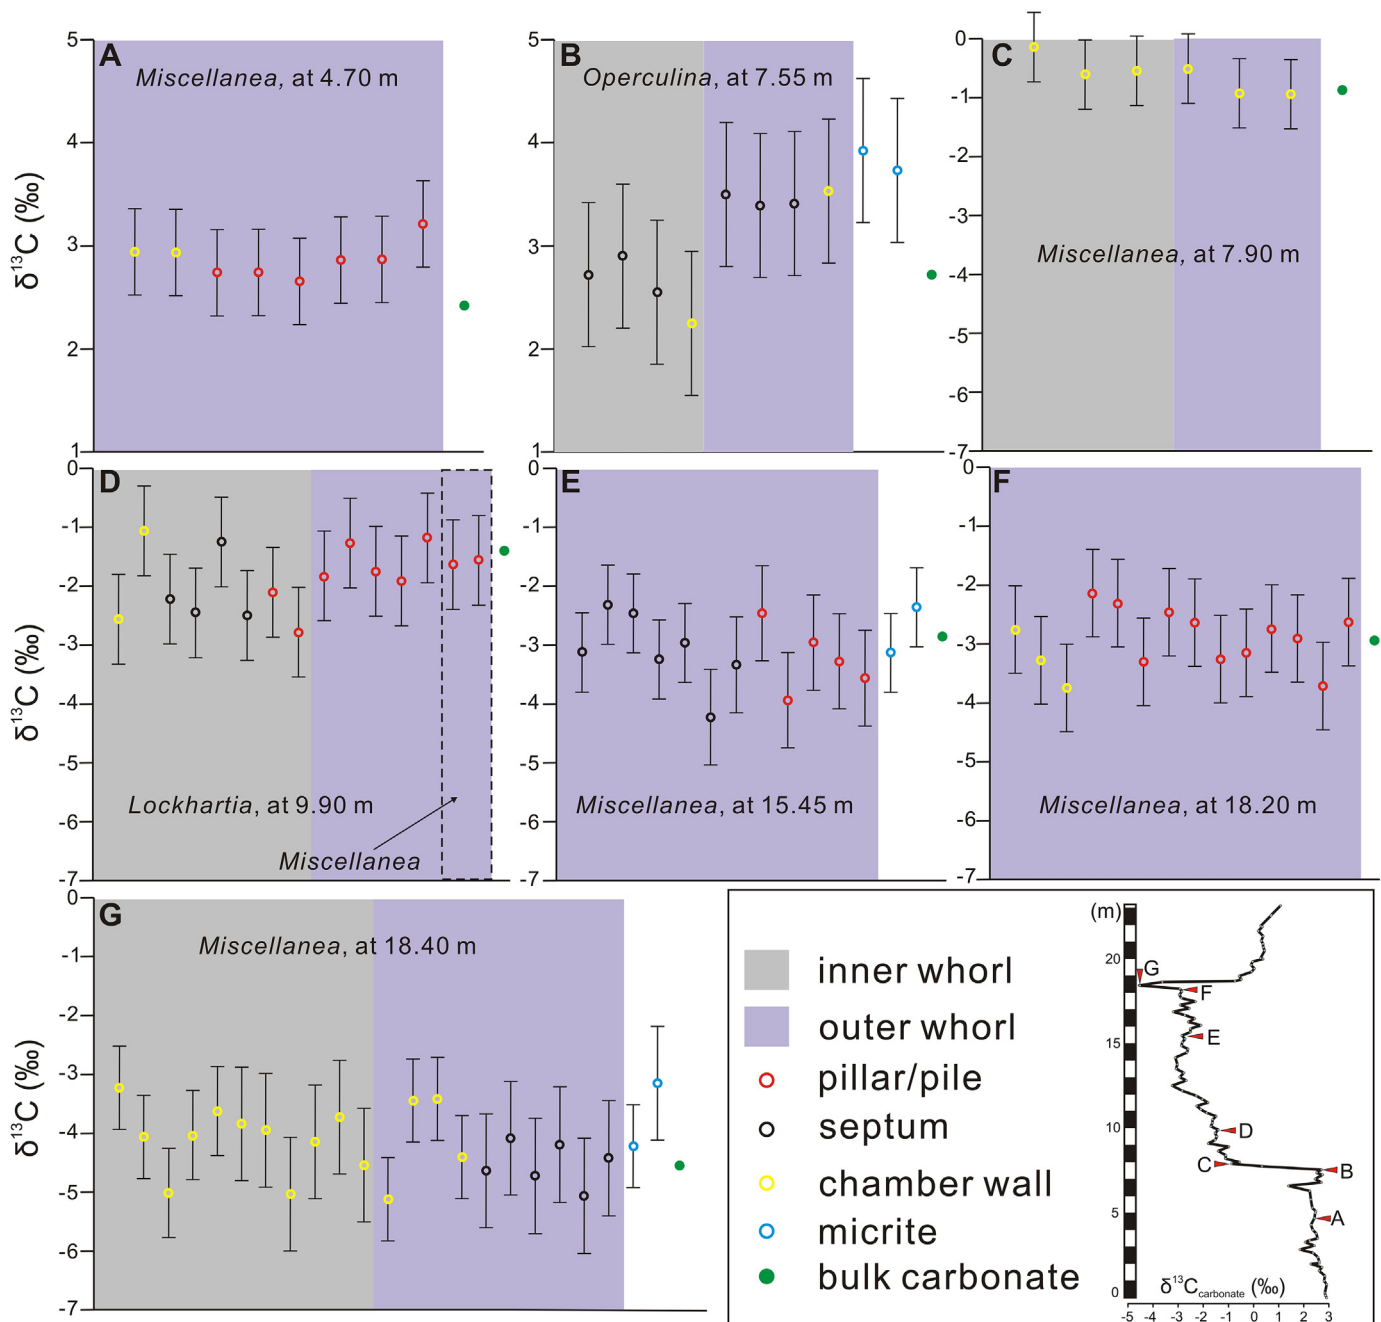 A
Miscellanea, at 4.70 m
5
4
3
2
1
δ13C (‰)
B
Operculina, at 7.55 m
5
4
3
2
1
C
Miscellanea, at 7.90 m
0
-1
-2
-3
-4
-5
-6
-7
D
0
-1
-2
-3
-4
-5
-6
-7
δ13C (‰)
Lockhartia, at 9.90 m
Miscellanea
E
0
-1
-2
-3
-4
-5
-6
-7
Miscellanea, at 15.45 m
F
0
-1
-2
-3
-4
-5
-6
-7
Miscellanea, at 18.20 m
G
Miscellanea, at 18.40 m
0
-1
-2
-3
-4
-5
-6
-7
δ13C (‰)
inner whorl
outer whorl
pillar/pile
septum
chamber wall
micrite
bulk carbonate
(m)
20
15
10
5
0
G
F
E
D
C
B
A
δ13Ccarbonate (‰)
-5 -4 -3 -2 -1 0 1 2 3